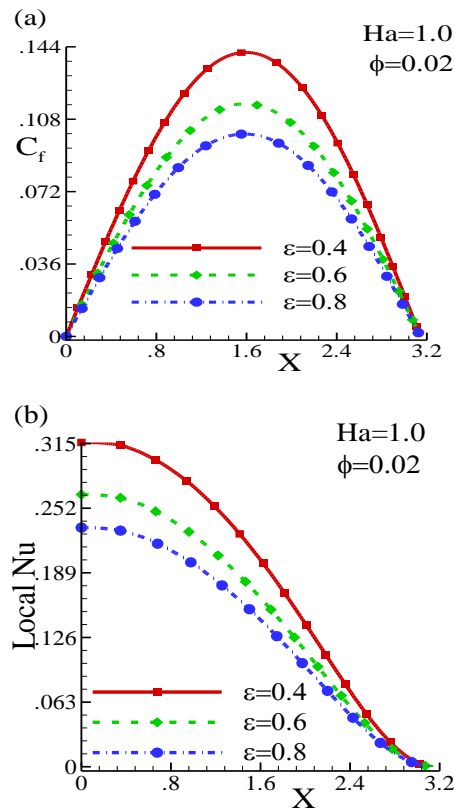 (a)
Ha=1.0
ϕ=0.02
.144
.108
Cf
.072
.036
0
ε=0.4
ε=0.6
ε=0.8
0 .8 1.6 2.4 3.2
X
(b)
Ha=1.0
ϕ=0.02
.315
.252
.189
.126
.063
0
Local Nu
ε=0.4
ε=0.6
ε=0.8
0 .8 1.6 2.4 3.2
X